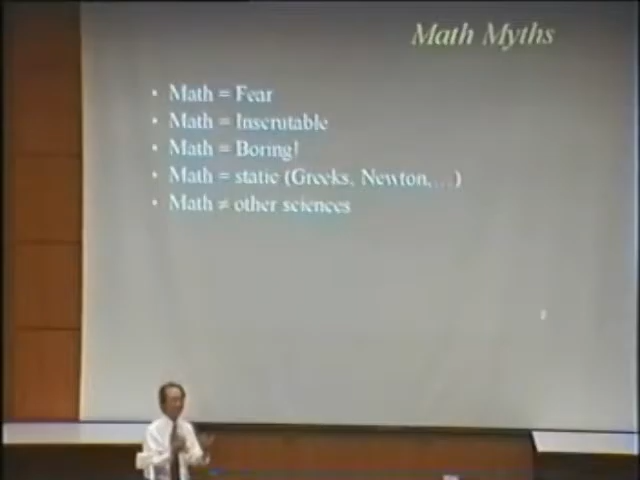 Math Myths
• Math = Fear
• Math = Inscrutable
• Math = Boring!
• Math = static (Greeks, Newton,…)
• Math ≠ other sciences